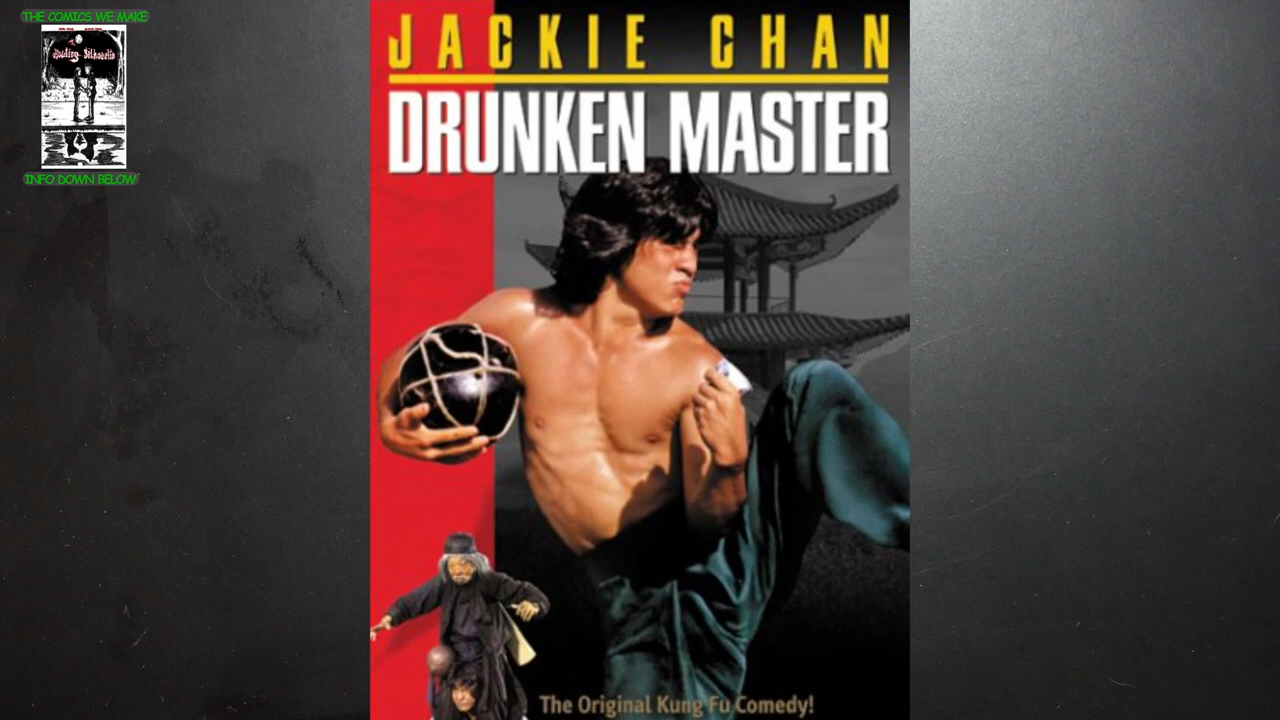 THE COMICS WE MAKE
INFO DOWN BELOW
JACKIE CHAN
DRUNKEN MASTER
The Original Kung Fu Comedy!